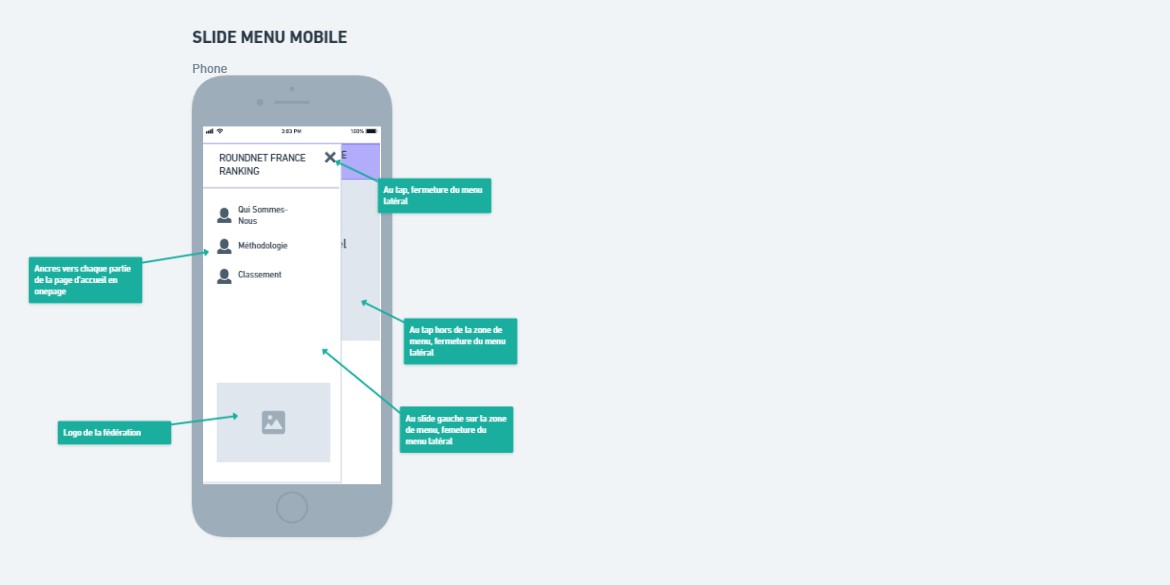 SLIDE MENU MOBILE
Phone
3:03 PM
100%
ROUNDNET FRANCE
RANKING
E
Au tap, fermeture du menu
latéral
Qui Sommes-
Nous
Méthodologie
el
Classement
Ancres vers chaque partie
de la page d'accueil en
onepage
Au tap hors de la zone de
menu, fermeture du menu
latéral
Au slide gauche sur la zone
de menu, femeture du
menu latéral
Logo de la fédération